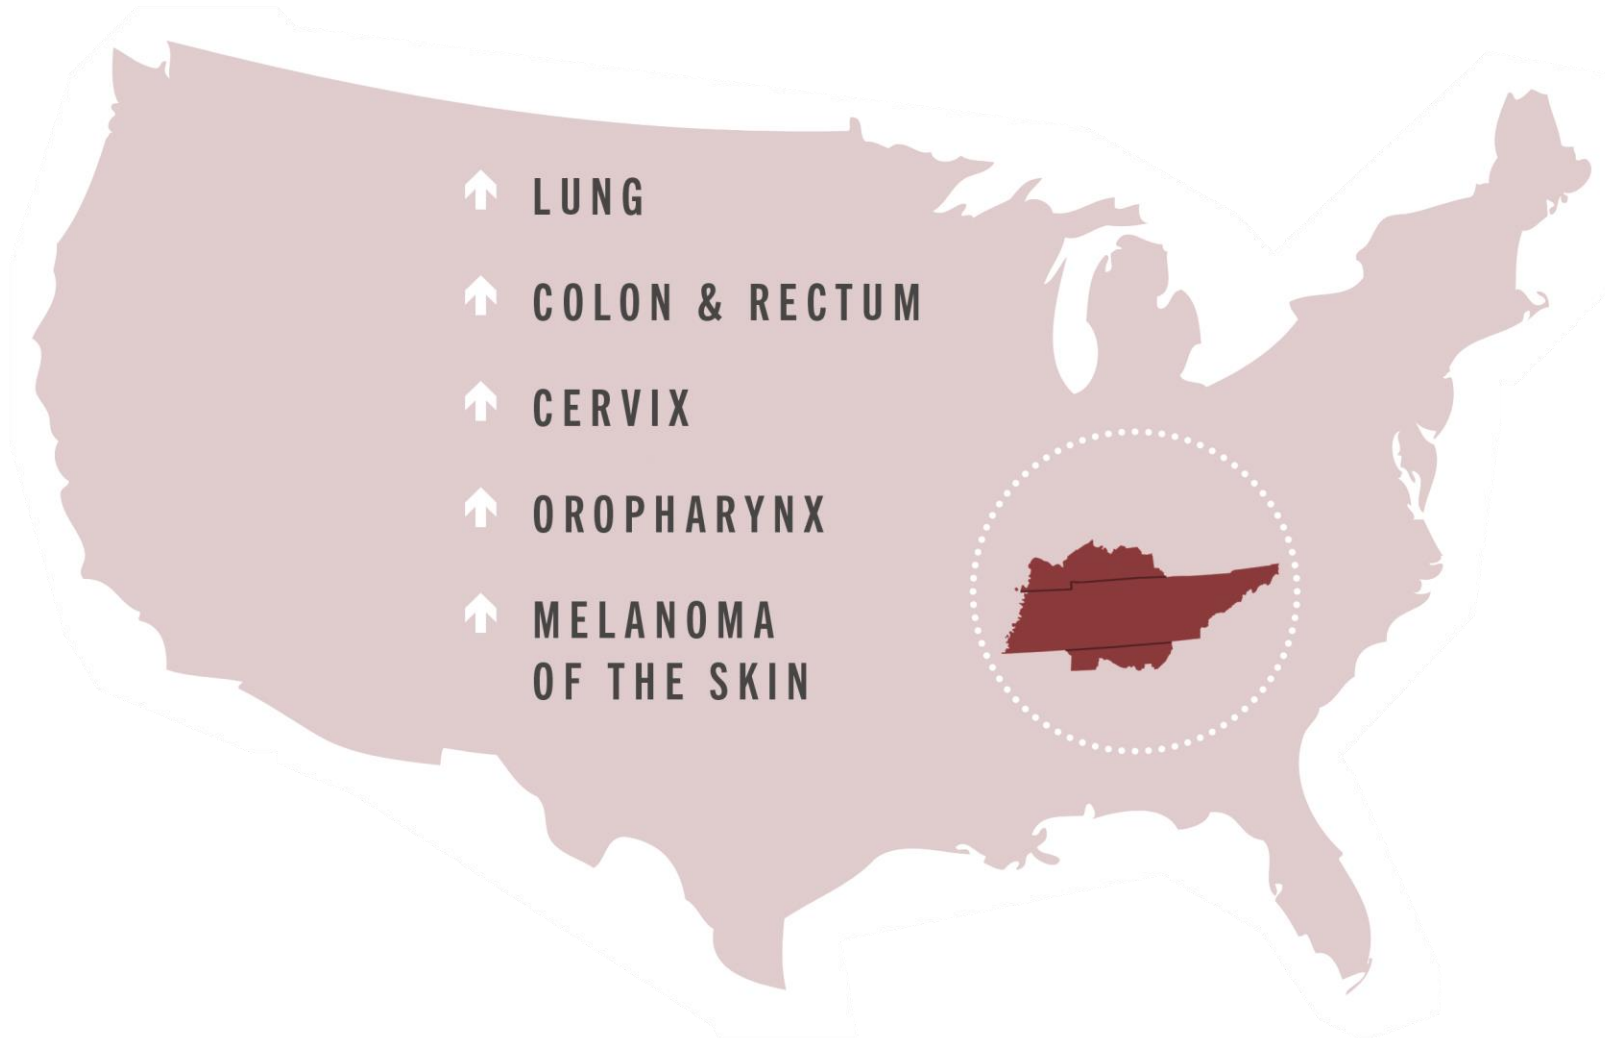 LUNG
COLON & RECTUM
CERVIX
OROPHARYNX
MELANOMA
OF THE SKIN